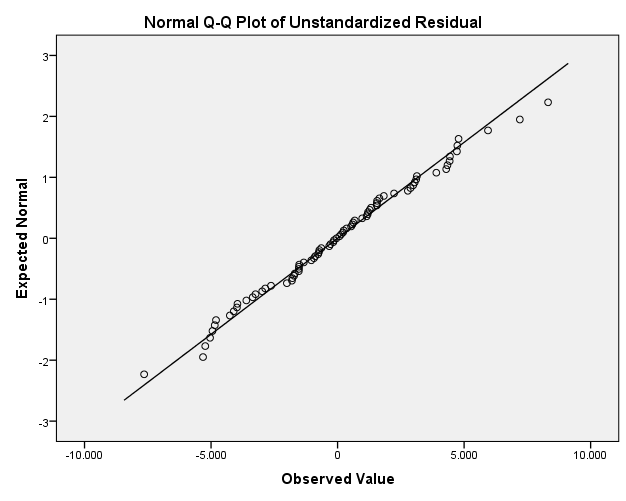 Normal Q-Q Plot of Unstandardized Residual
Expected Normal
3
2
1
0
-1
-2
-3
-10.000 -5.000 0 5.000 10.000
Observed Value